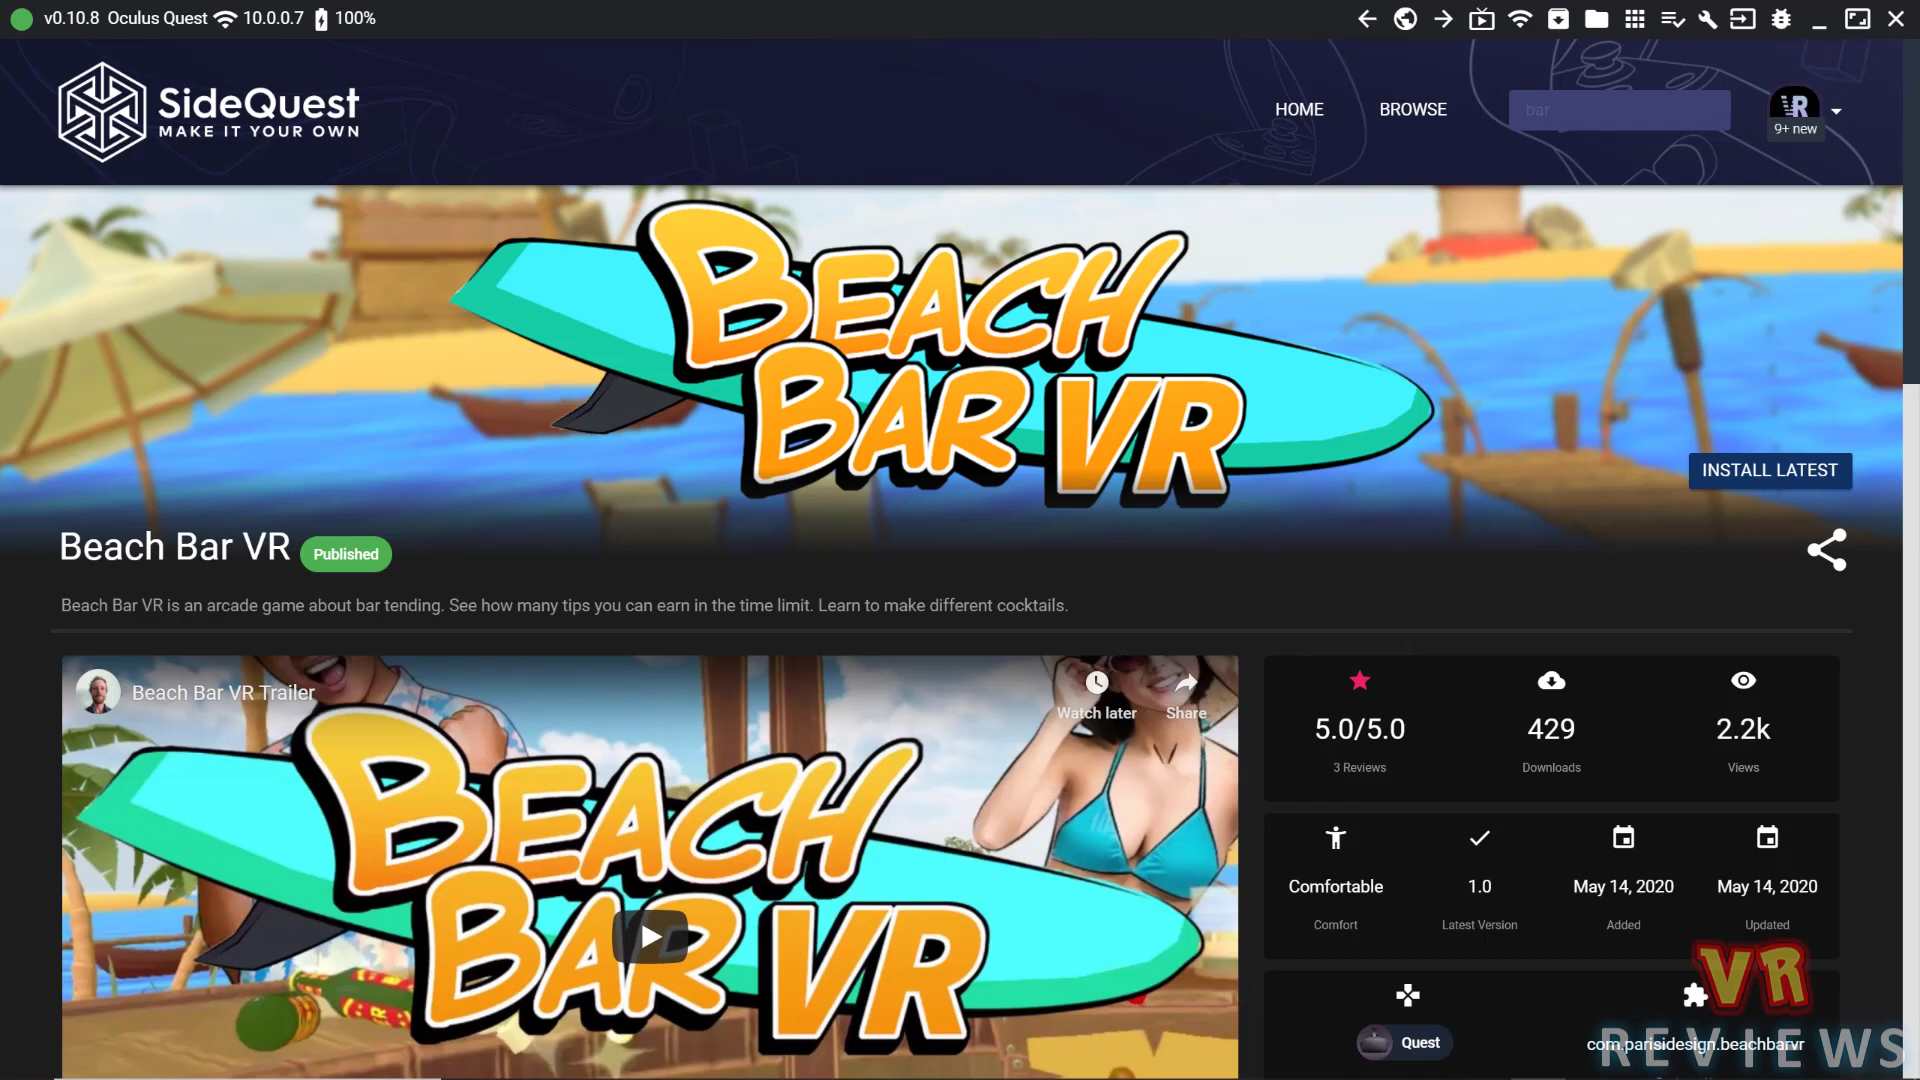 v0.10.8 Oculus Quest 10.0.0.7 100%
SideQuest
MAKE IT YOUR OWN
HOME
BROWSE
bar
VR
9+ new
BEACH
BAR VR
INSTALL LATEST
Beach Bar VR
Published
Beach Bar VR is an arcade game about bar tending. See how many tips you can earn in the time limit. Learn to make different cocktails.
Beach Bar VR Trailer
Watch later
Share
BEACH
BAR VR
5.0/5.0
429
2.2k
3 Reviews
Downloads
Views
Comfortable
1.0
May 14, 2020
May 14, 2020
Comfort
Latest Version
Added
Updated
VR
REVIEWS
Quest
com.parisidesign.beachbarvr